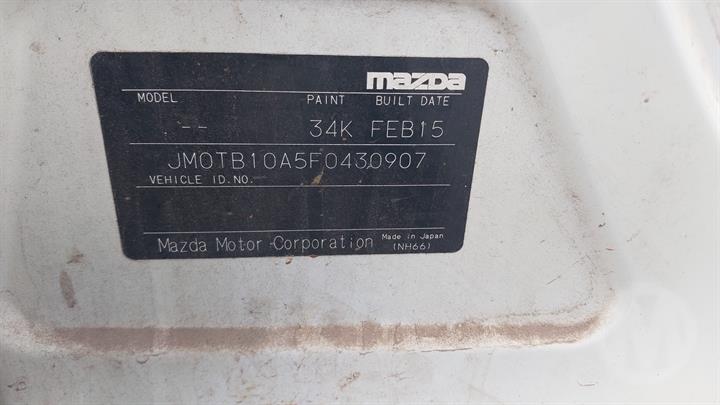 mazda
MODEL PAINT BUILT DATE
-- 34K FEB15
JM0TB10A5F0430907
VEHICLE ID.NO.
Mazda Motor Corporation Made in Japan
(NH66)